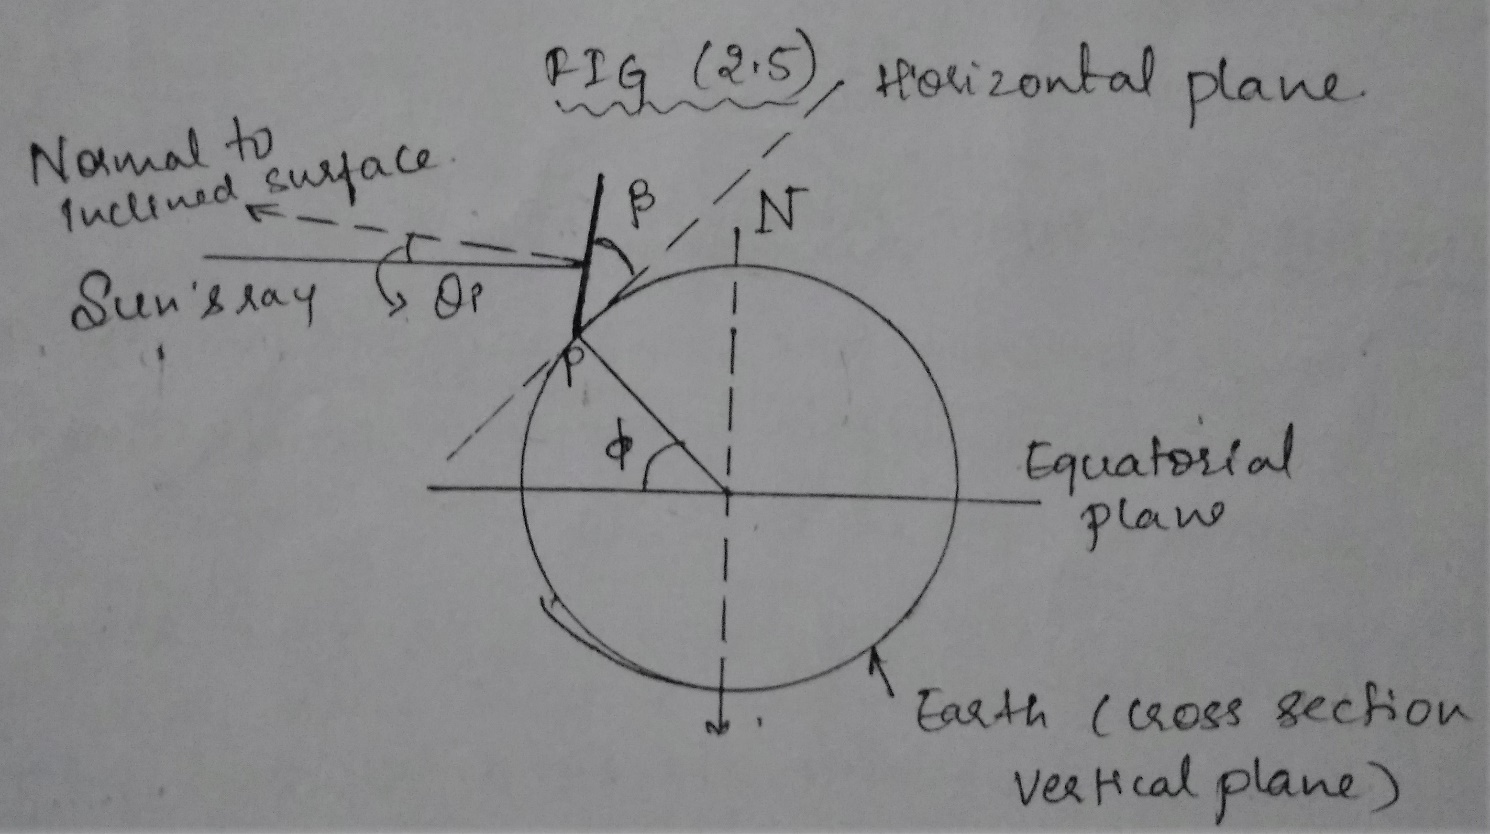 FIG (2.5)
Horizontal plane
Normal to
Inclined surface.
β
N
Sun's ray
θP
P
ϕ
Equatorial
plane
Earth (cross section
vertical plane)